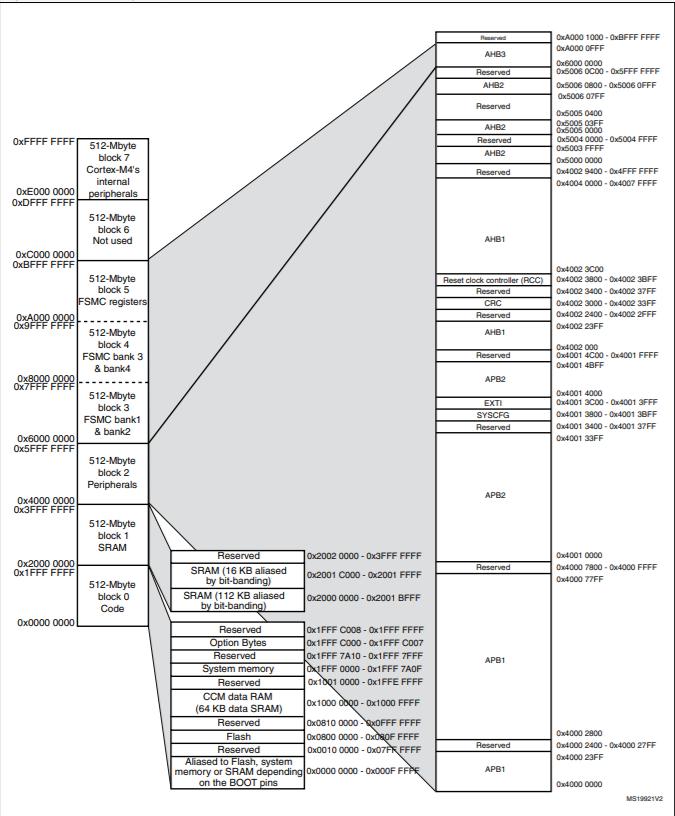 0xFFFF FFFF
512-Mbyte
block 7
Cortex-M4's
internal
peripherals
0xE000 0000
0xDFFF FFFF
512-Mbyte
block 6
Not used
0xC000 0000
0xBFFF FFFF
512-Mbyte
block 5
FSMC registers
0xA000 0000
0x9FFF FFFF
512-Mbyte
block 4
FSMC bank 3
& bank4
0x8000 0000
0x7FFF FFFF
512-Mbyte
block 3
FSMC bank1
& bank2
0x6000 0000
0x5FFF FFFF
512-Mbyte
block 2
Peripherals
0x4000 0000
0x3FFF FFFF
512-Mbyte
block 1
SRAM
0x2000 0000
0x1FFF FFFF
512-Mbyte
block 0
Code
0x0000 0000
Reserved 0x2002 0000 - 0x3FFF FFFF
SRAM (16 KB aliased
by bit-banding)
0x2001 C000 - 0x2001 FFFF
SRAM (112 KB aliased
by bit-banding)
0x2000 0000 - 0x2001 BFFF
Reserved 0x1FFF C008 - 0x1FFF FFFF
Option Bytes 0x1FFF C000 - 0x1FFF C007
Reserved 0x1FFF 7A10 - 0x1FFF 7FFF
System memory 0x1FFF 0000 - 0x1FFF 7A0F
Reserved 0x1001 0000 - 0x1FFE FFFF
CCM data RAM
(64 KB data SRAM)
0x1000 0000 - 0x1000 FFFF
Reserved 0x0810 0000 - 0x0FFF FFFF
Flash 0x0800 0000 - 0x080F FFFF
Reserved 0x0010 0000 - 0x07FF FFFF
Aliased to Flash, system
memory or SRAM depending
on the BOOT pins
0x0000 0000 - 0x000F FFFF
Reserved 0xA000 1000 - 0xBFFF FFFF
0xA000 0FFF
AHB3
0x6000 0000
Reserved 0x5006 0C00 - 0x5FFF FFFF
AHB2 0x5006 0800 - 0x5006 0FFF
0x5006 07FF
Reserved
0x5005 0400
0x5005 03FF
AHB2
0x5005 0000
Reserved 0x5004 0000 - 0x5004 FFFF
0x5003 FFFF
AHB2
0x5000 0000
Reserved 0x4002 9400 - 0x4FFF FFFF
0x4004 0000 - 0x4007 FFFF
AHB1
0x4002 3C00
Reset clock controller (RCC) 0x4002 3800 - 0x4002 3BFF
Reserved 0x4002 3400 - 0x4002 37FF
CRC 0x4002 3000 - 0x4002 33FF
Reserved 0x4002 2400 - 0x4002 2FFF
0x4002 23FF
AHB1
0x4002 000
Reserved 0x4001 4C00 - 0x4001 FFFF
0x4001 4BFF
APB2
0x4001 4000
EXTI 0x4001 3C00 - 0x4001 3FFF
SYSCFG 0x4001 3800 - 0x4001 3BFF
Reserved 0x4001 3400 - 0x4001 37FF
0x4001 33FF
APB2
0x4001 0000
Reserved 0x4000 7800 - 0x4000 FFFF
0x4000 77FF
APB1
0x4000 2800
Reserved 0x4000 2400 - 0x4000 27FF
0x4000 23FF
APB1
0x4000 0000
MS19921V2